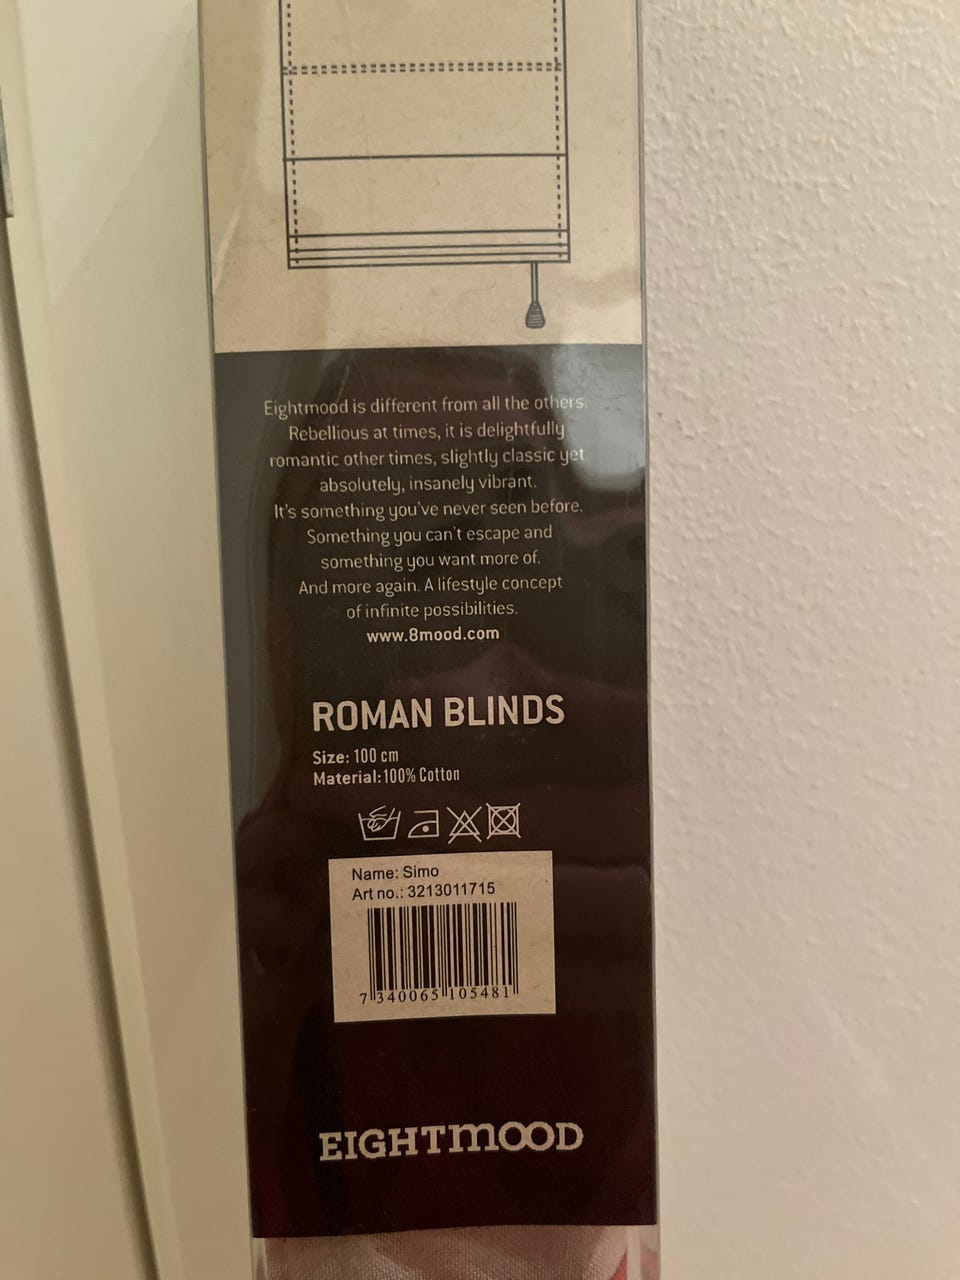 Eightmood is different from all the others.
Rebellious at times, it is delightfully
romantic other times, slightly classic yet
absolutely, insanely vibrant.
It's something you've never seen before.
Something you can't escape and
something you want more of.
And more again. A lifestyle concept
of infinite possibilities.
www.8mood.com
ROMAN BLINDS
Size: 100 cm
Material: 100% Cotton
Name: Simo
Art no.: 3213011715
7 340065 105481
EIGHTMOOD